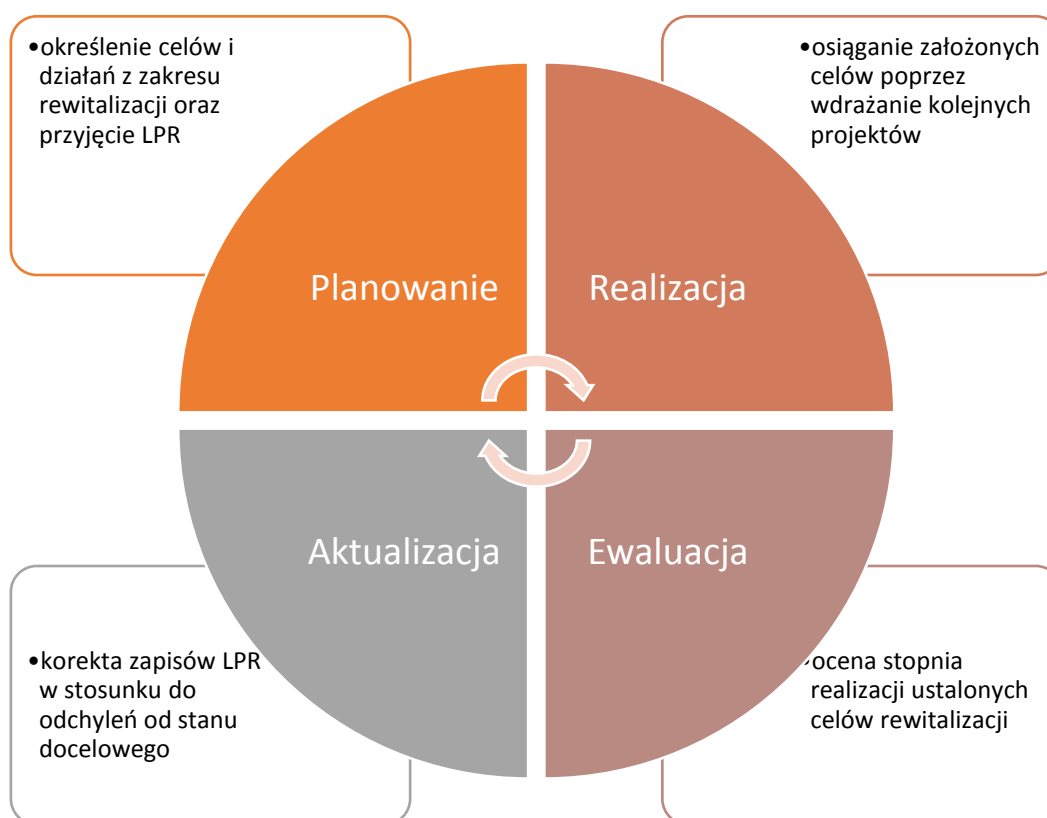 •określenie celów i
działań z zakresu
rewitalizacji oraz
przyjęcie LPR
•osiąganie założonych
celów poprzez
wdrażanie kolejnych
projektów
Planowanie
Realizacja
Aktualizacja
Ewaluacja
•korekta zapisów LPR
w stosunku do
odchyleń od stanu
docelowego
•ocena stopnia
realizacji ustalonych
celów rewitalizacji